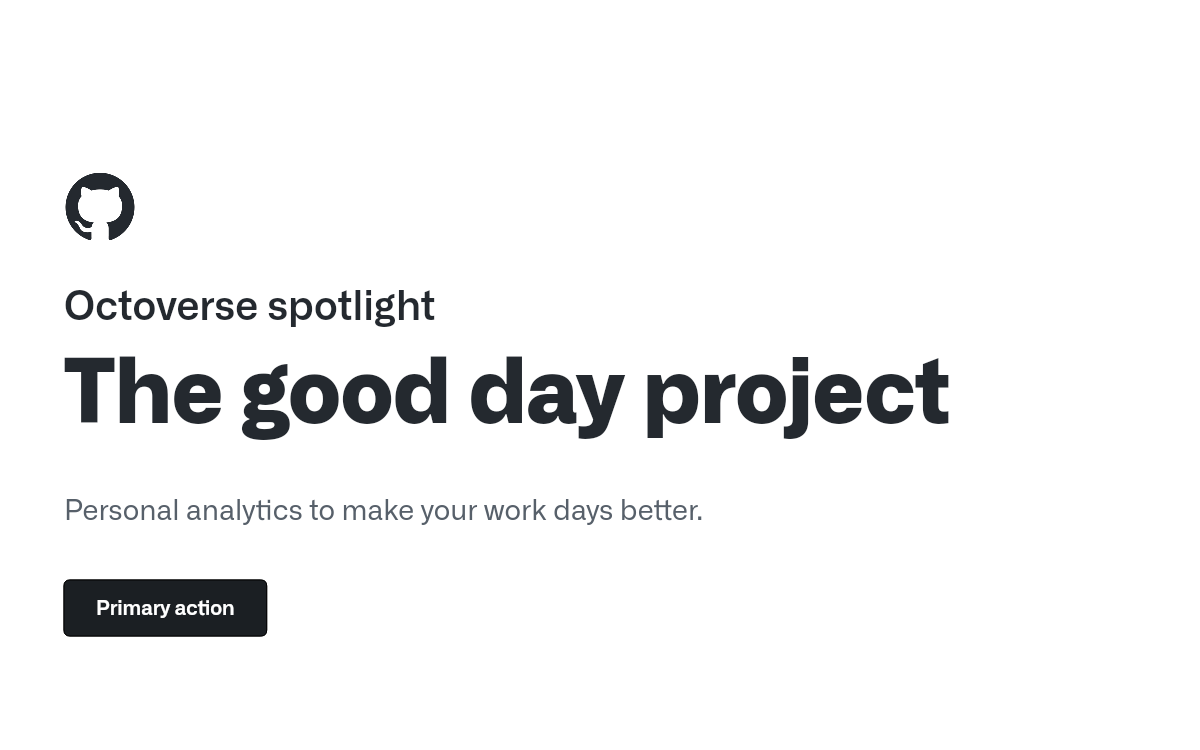 Octoverse spotlight
The good day project
Personal analytics to make your work days better.
Primary action